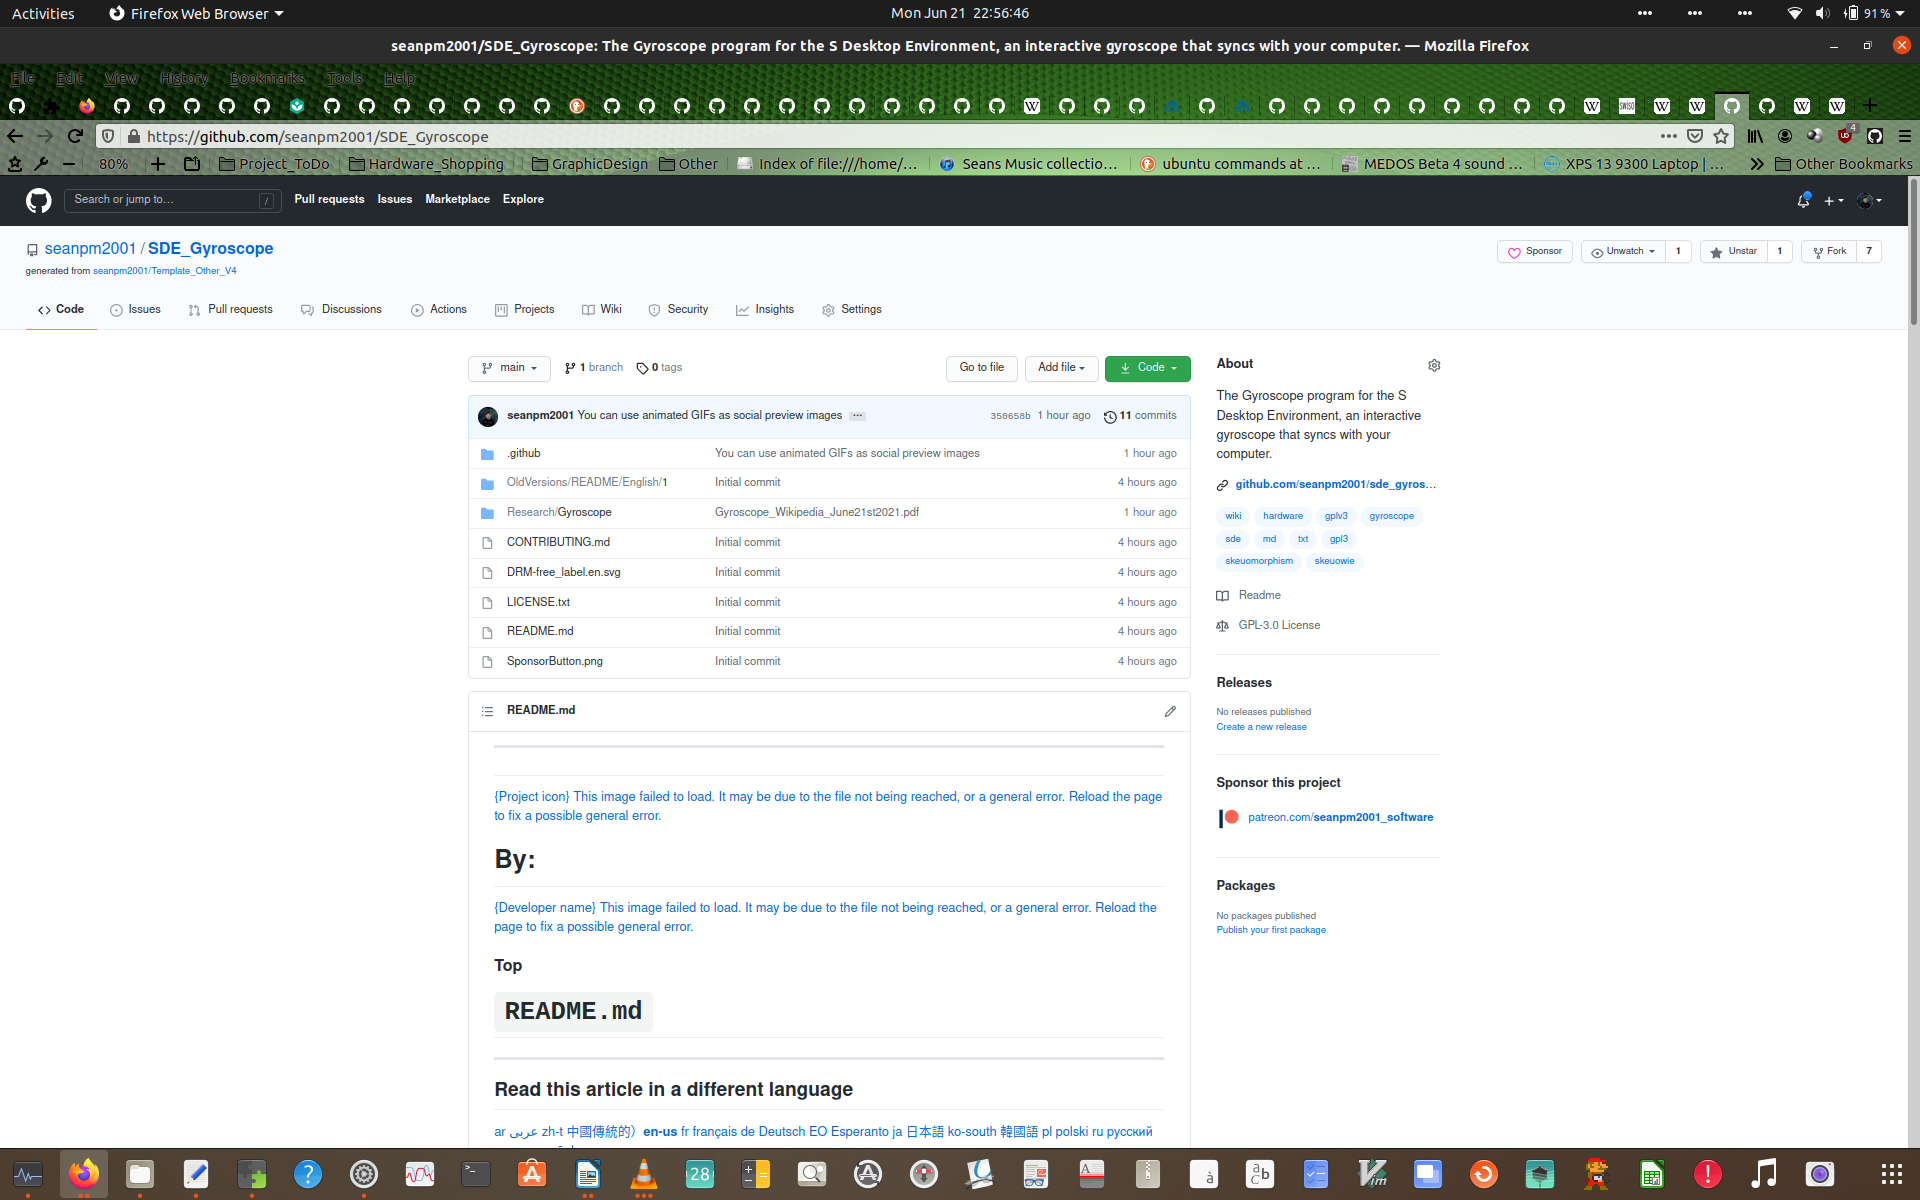 Activities
Firefox Web Browser
Mon Jun 21 22:56:46
91 %
seanpm2001/SDE_Gyroscope: The Gyroscope program for the S Desktop Environment, an interactive gyroscope that syncs with your computer. — Mozilla Firefox
File Edit View History Bookmarks Tools Help
https://github.com/seanpm2001/SDE_Gyroscope
4
80%
Project_ToDo
Hardware_Shopping
GraphicDesign
Other
Index of file:///home/...
Seans Music collectio...
ubuntu commands at ...
MEDOS Beta 4 sound ...
XPS 13 9300 Laptop | ...
Other Bookmarks
Search or jump to...
/
Pull requests
Issues
Marketplace
Explore
seanpm2001 / SDE_Gyroscope
Sponsor
Unwatch 1
Unstar 1
Fork 7
generated from seanpm2001/Template_Other_V4
Code
Issues
Pull requests
Discussions
Actions
Projects
Wiki
Security
Insights
Settings
main
1 branch
0 tags
Go to file
Add file
Code
seanpm2001 You can use animated GIFs as social preview images ...
350658b 1 hour ago
11 commits
.github You can use animated GIFs as social preview images 1 hour ago
OldVersions/README/English/1 Initial commit 4 hours ago
Research/Gyroscope Gyroscope_Wikipedia_June21st2021.pdf 1 hour ago
CONTRIBUTING.md Initial commit 4 hours ago
DRM-free_label.en.svg Initial commit 4 hours ago
LICENSE.txt Initial commit 4 hours ago
README.md Initial commit 4 hours ago
SponsorButton.png Initial commit 4 hours ago
README.md
{Project icon} This image failed to load. It may be due to the file not being reached, or a general error. Reload the page
to fix a possible general error.
By:
{Developer name} This image failed to load. It may be due to the file not being reached, or a general error. Reload the
page to fix a possible general error.
Top
README.md
Read this article in a different language
ar عربى zh-t 中國傳統的）en-us fr français de Deutsch EO Esperanto ja 日本語 ko-south 韓國語 pl polski ru русский
About
The Gyroscope program for the S
Desktop Environment, an interactive
gyroscope that syncs with your
computer.
github.com/seanpm2001/sde_gyros...
wiki hardware gplv3 gyroscope
sde md txt gpl3
skeuomorphism skeuowie
Readme
GPL-3.0 License
Releases
No releases published
Create a new release
Sponsor this project
patreon.com/seanpm2001_software
Packages
No packages published
Publish your first package
28